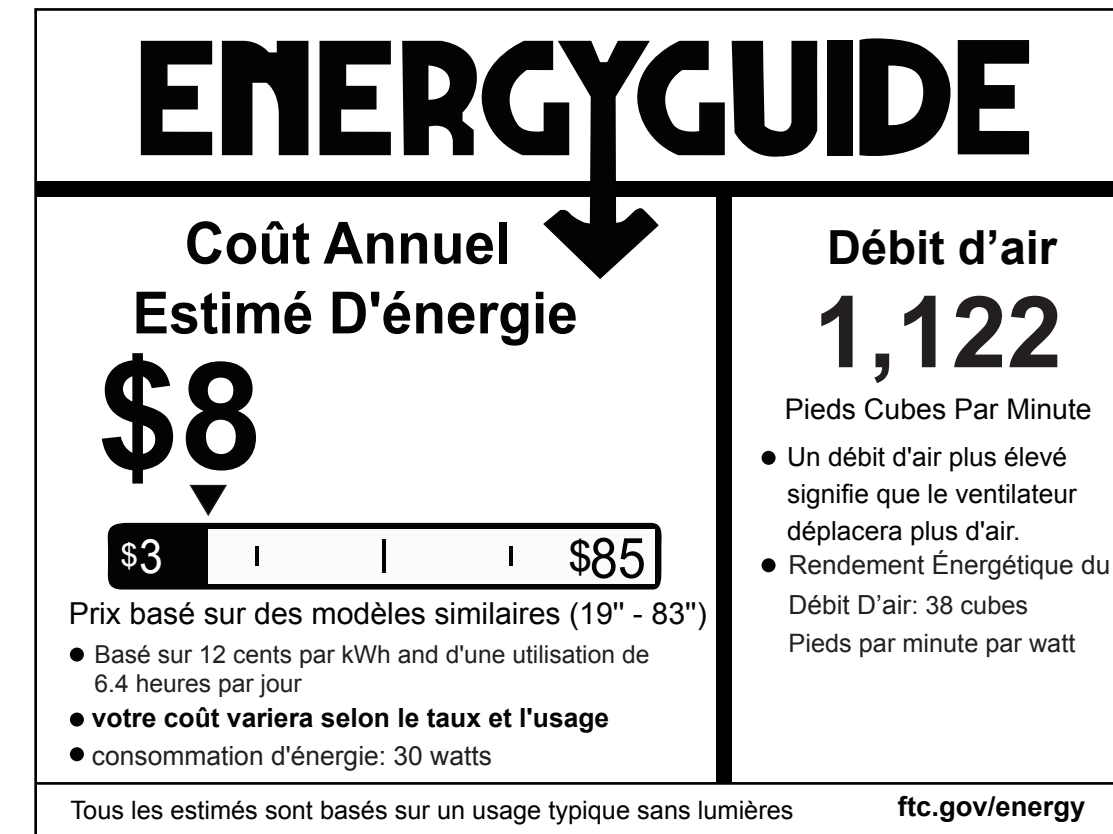 ENERGYGUIDE
Coût Annuel
Estimé D'énergie
$8
$3 $85
Prix basé sur des modèles similaires (19" - 83")
● Basé sur 12 cents par kWh and d'une utilisation de
6.4 heures par jour
● votre coût variera selon le taux et l'usage
● consommation d'énergie: 30 watts
Débit d’air
1,122
Pieds Cubes Par Minute
● Un débit d'air plus élevé
signifie que le ventilateur
déplacera plus d'air.
● Rendement Énergétique du
Débit D’air: 38 cubes
Pieds par minute par watt
Tous les estimés sont basés sur un usage typique sans lumières
ftc.gov/energy